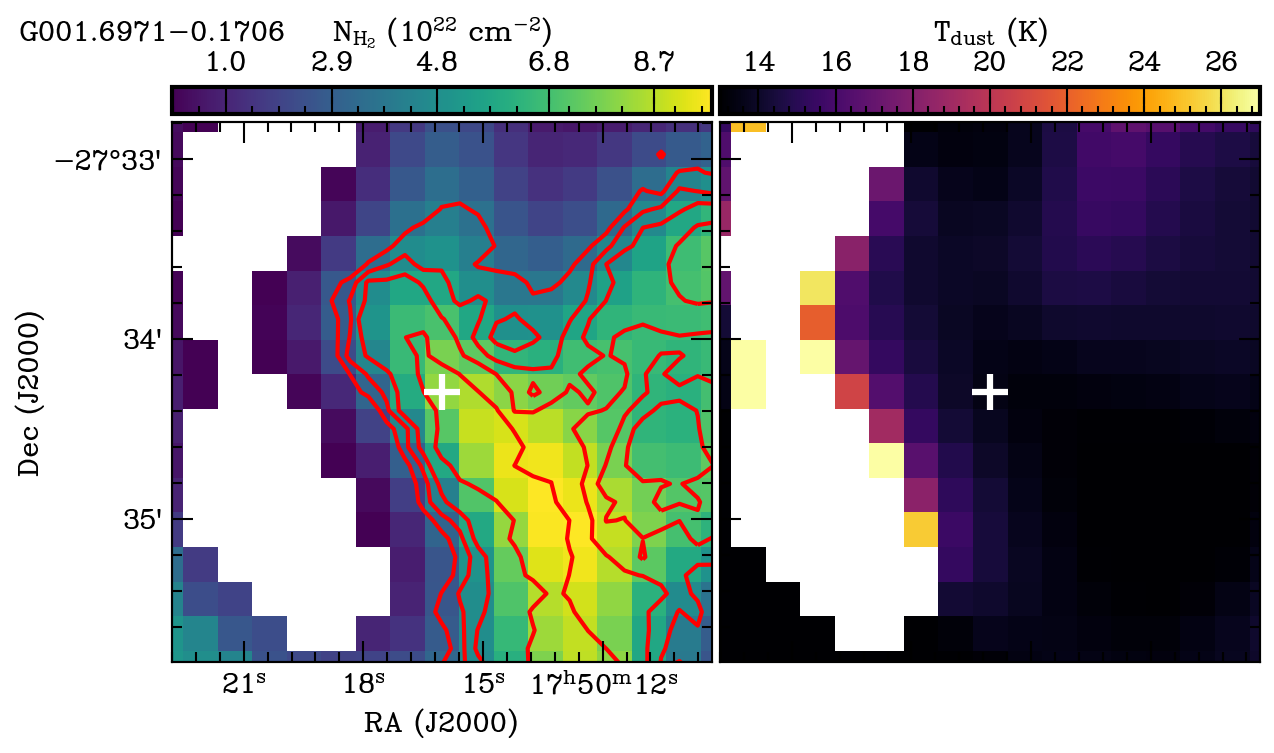 G001.6971−0.1706 N_H₂ (10²² cm⁻²) T_dust (K)
1.0 2.9 4.8 6.8 8.7 14 16 18 20 22 24 26
−27°33'
34'
35'
Dec (J2000)
21ˢ 18ˢ 15ˢ 17ʰ50ᵐ12ˢ
RA (J2000)